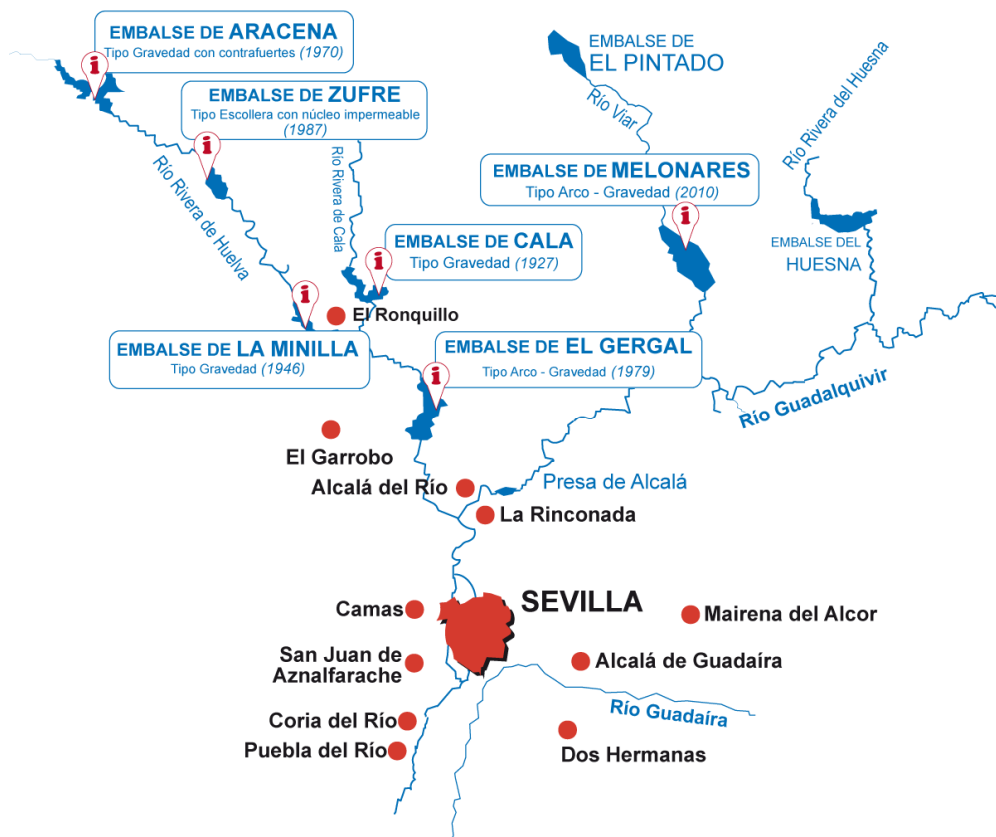 EMBALSE DE ARACENA
Tipo Gravedad con contrafuertes (1970)
EMBALSE DE
EL PINTADO
EMBALSE DE ZUFRE
Tipo Escollera con núcleo impermeable
(1987)
Río Viar
Río Rivera del Huesna
Río Rivera de Huelva
Río Rivera de Cala
EMBALSE DE MELONARES
Tipo Arco - Gravedad (2010)
EMBALSE DE CALA
Tipo Gravedad (1927)
EMBALSE DEL
HUESNA
El Ronquillo
EMBALSE DE LA MINILLA
Tipo Gravedad (1946)
EMBALSE DE EL GERGAL
Tipo Arco - Gravedad (1979)
Río Guadalquivir
El Garrobo
Alcalá del Río
Presa de Alcalá
La Rinconada
SEVILLA
Camas
Mairena del Alcor
San Juan de
Aznalfarache
Alcalá de Guadaíra
Río Guadaíra
Coria del Río
Puebla del Río
Dos Hermanas